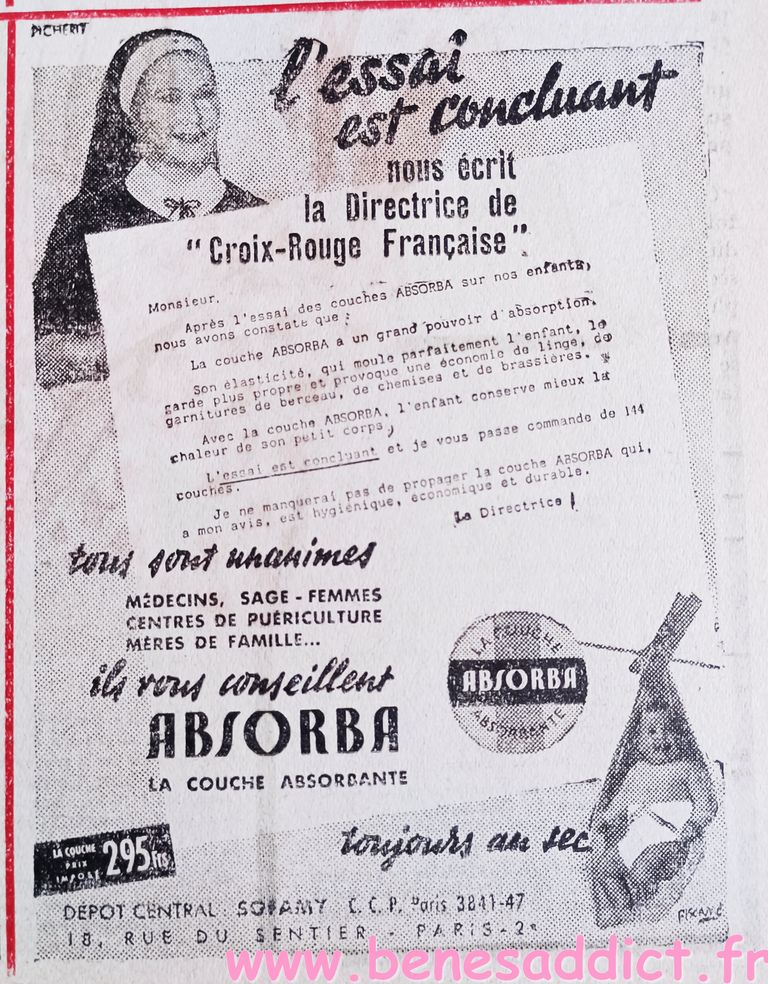 PICHERIT
l'essai
est concluant
nous écrit
la Directrice de
"Croix-Rouge Française"
Monsieur.
Après l'essai des couches ABSORBA sur nos enfants,
nous avons constaté que :
La couche ABSORBA a un grand pouvoir d'absorption.
Son élasticité, qui moule parfaitement l'enfant, le
garde plus propre et provoque une économie de linge, de
garnitures de berceau, de chemises et de brassières.
Avec la couche ABSORBA, l'enfant conserve mieux la
chaleur de son petit corps,
L'essai est concluant et je vous passe commande de 144
couches.
Je ne manquerai pas de propager la couche ABSORBA qui,
a mon avis, est hygiénique, économique et durable.
La Directrice !
tous sont unanimes
MÉDECINS, SAGE-FEMMES
CENTRES DE PUÉRICULTURE
MÈRES DE FAMILLE...
ils vous conseillent
ABSORBA
LA COUCHE ABSORBANTE
LA COUCHE
ABSORBA
ABSORBANTE
toujours au sec
LA COUCHE
PRIX
IMPOSÉ
295 frs
DÉPOT CENTRAL : SOFAMY C.C.P. Paris 3841-47
18, RUE DU SENTIER - PARIS-2e
www.benesaddict.fr